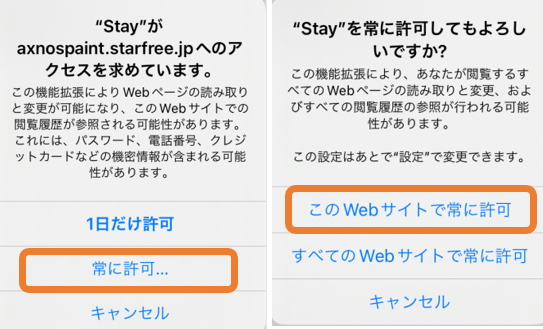 “Stay”が
axnospaint.starfree.jpへのア
クセスを求めています。
この機能拡張によりWebページの読み取り
と変更が可能になり、このWebサイトでの
閲覧履歴が参照される可能性があります。
これには、パスワード、電話番号、クレジ
ットカードなどの機密情報が含まれる可能
性があります。
1日だけ許可
常に許可...
キャンセル
“Stay”を常に許可してもよろし
いですか?
この機能拡張により、あなたが閲覧するす
べてのWebページの読み取りと変更、およ
びすべての閲覧履歴の参照が行われる可能
性があります。
この設定はあとで“設定”で変更できます。
このWebサイトで常に許可
すべてのWebサイトで常に許可
キャンセル